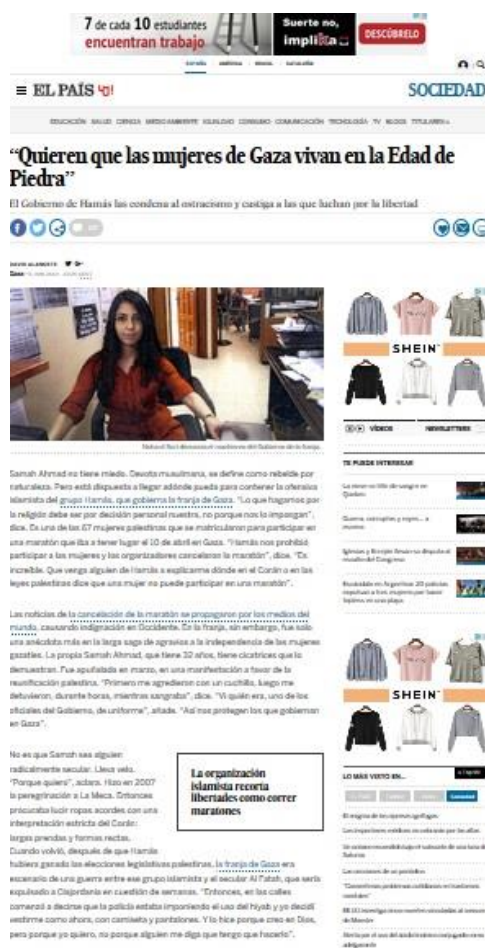 7 de cada 10 estudiantes
encuentran trabajo
Suerte no,
implika
DESCÚBRELO
EL PAÍS
SOCIEDAD
EDUCACIÓN SALUD CIENCIA MEDIO AMBIENTE IGUALDAD CONSUMO COMUNICACIÓN TECNOLOGÍA TV BLOGS TITULARES
“Quieren que las mujeres de Gaza vivan en la Edad de
Piedra”
El Gobierno de Hamás las condena al ostracismo y castiga a las que luchan por la libertad
DAVID ALANDETE
Samah Ahmad no tiene miedo. Devota musulmana, se define como rebelde por
naturaleza. Pero está dispuesta a llegar adónde pueda para contener la ofensiva
islamista del grupo Hamás, que gobierna la franja de Gaza. “Lo que hagamos por
la religión debe ser por decisión personal nuestra, no porque nos lo impongan”,
dice. Es una de las 67 mujeres palestinas que se matricularon para participar en
una maratón que iba a tener lugar el 10 de abril en Gaza. “Hamás nos prohibió
participar a las mujeres y los organizadores cancelaron la maratón”, dice. “Es
increíble. Que venga alguien de Hamás a explicarme dónde en el Corán o en las
leyes palestinas dice que una mujer no puede participar en una maratón”.
Las noticias de la cancelación de la maratón se propagaron por los medios del
mundo, causando indignación en Occidente. En la franja, sin embargo, fue solo
una anécdota más en la larga saga de agravios a la independencia de las mujeres
gazatíes. La propia Samah Ahmad, que tiene 32 años, tiene cicatrices que lo
demuestran. Fue apuñalada en marzo, en una manifestación a favor de la
reunificación palestina. “Primero me agredieron con un cuchillo, luego me
detuvieron, durante horas, mientras sangraba”, dice. “Vi quién era, uno de los
oficiales del Gobierno, de uniforme”, añade. “Así nos protegen los que gobiernan
en Gaza”.
No es que Samah sea alguien
radicalmente secular. Lleva velo.
“Porque quiero”, aclara. Hizo en 2007
la peregrinación a La Meca. Entonces
procuraba lucir ropas acordes con una
interpretación estricta del Corán:
largas prendas y formas rectas.
Cuando volvió, después de que Hamás
hubiera ganado las elecciones legislativas palestinas, la franja de Gaza era
escenario de una guerra entre ese grupo islamista y el secular Al Fatah, que sería
expulsado a Cisjordania en cuestión de semanas. “Entonces, en las calles
comenzó a decirse que la policía estaba imponiendo el uso del hiyab y yo decidí
vestirme como ahora, con camiseta y pantalones. Y lo hice porque creo en Dios,
pero porque yo quiero, no porque alguien me diga que tengo que hacerlo”.
La organización
islamista recorta
libertades como correr
maratones
SHEIN
VÍDEOS
NEWSLETTERS
TE PUEDE INTERESAR
SHEIN
LO MÁS VISTO EN...